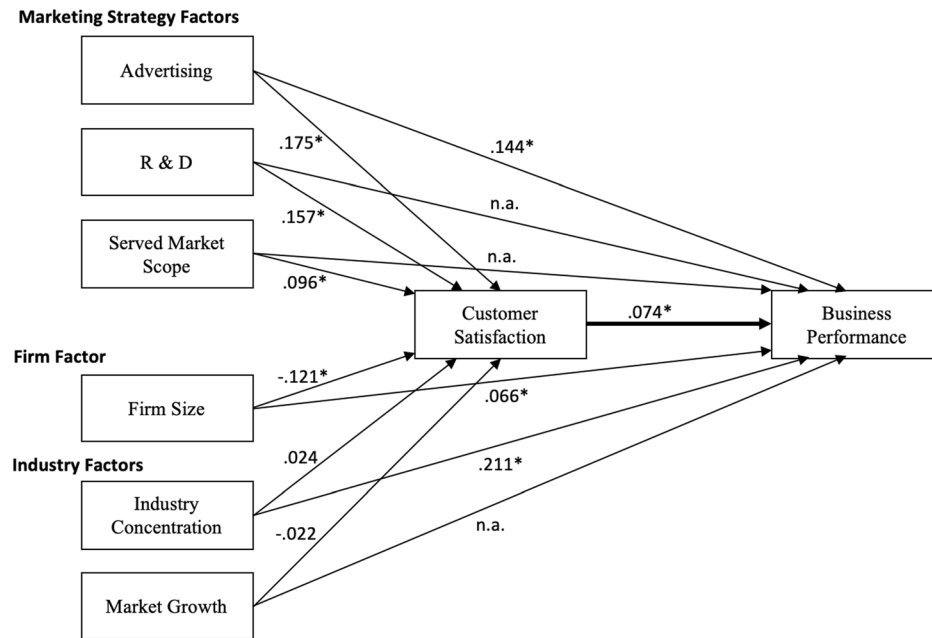 Marketing Strategy Factors
Advertising
.175*
.144*
R & D
n.a.
.157*
Served Market
Scope
n.a.
.096*
Customer
Satisfaction
.074*
Business
Performance
Firm Factor
-.121*
Firm Size
.066*
Industry Factors
.024
.211*
Industry
Concentration
-.022
n.a.
Market Growth